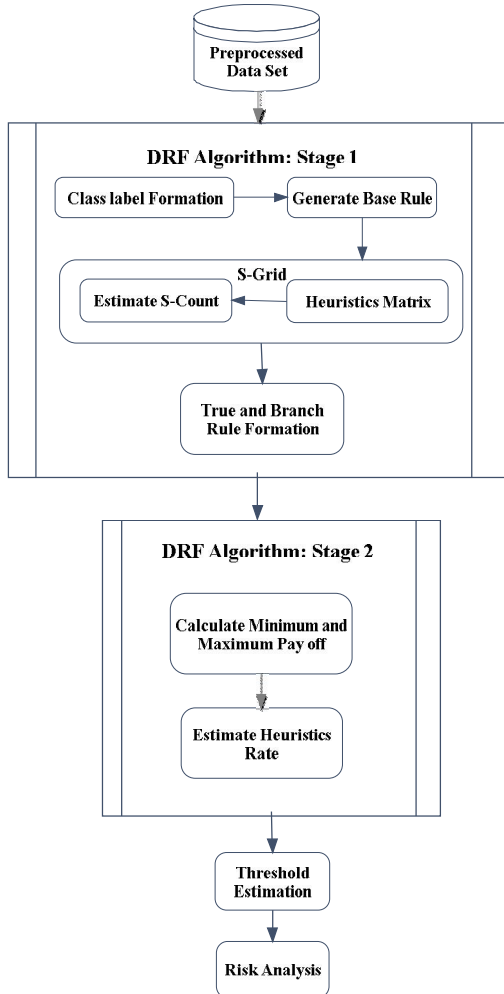 Preprocessed
Data Set
DRF Algorithm: Stage 1
Class label Formation
Generate Base Rule
S-Grid
Estimate S-Count
Heuristics Matrix
True and Branch
Rule Formation
DRF Algorithm: Stage 2
Calculate Minimum and
Maximum Pay off
Estimate Heuristics
Rate
Threshold
Estimation
Risk Analysis